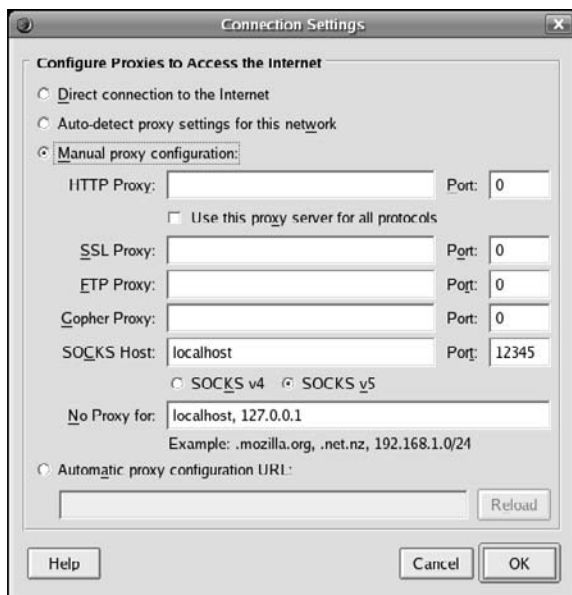 Connection Settings
Configure Proxies to Access the Internet
Direct connection to the Internet
Auto-detect proxy settings for this network
Manual proxy configuration:
HTTP Proxy: Port: 0
Use this proxy server for all protocols
SSL Proxy: Port: 0
FTP Proxy: Port: 0
Gopher Proxy: Port: 0
SOCKS Host: localhost Port: 12345
SOCKS v4 SOCKS v5
No Proxy for: localhost, 127.0.0.1
Example: .mozilla.org, .net.nz, 192.168.1.0/24
Automatic proxy configuration URL:
Reload
Help Cancel OK